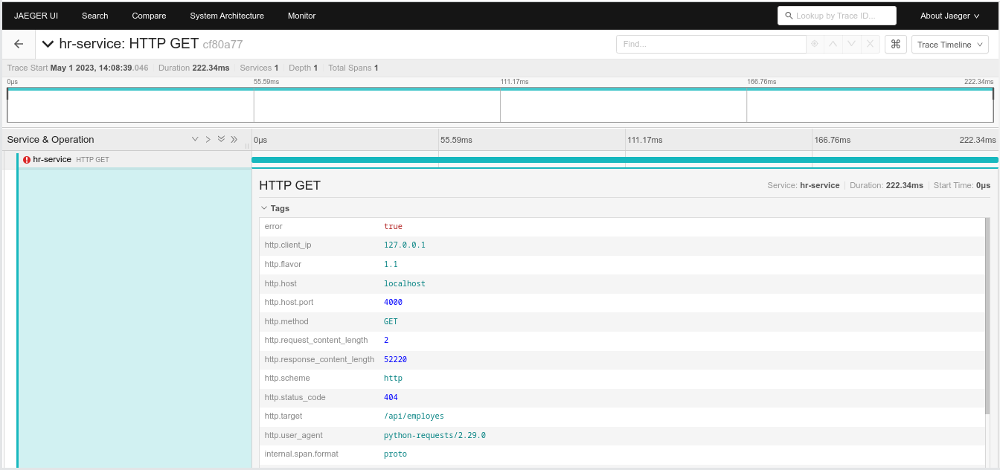 JAEGER UI Search Compare System Architecture Monitor Lookup by Trace ID... About Jaeger
hr-service: HTTP GET cf80a77 Find... ⌘ Trace Timeline
Trace Start May 1 2023, 14:08:39.046 Duration 222.34ms Services 1 Depth 1 Total Spans 1
0μs 55.59ms 111.17ms 166.76ms 222.34ms
Service & Operation 0μs 55.59ms 111.17ms 166.76ms 222.34ms
hr-service HTTP GET
HTTP GET Service: hr-service Duration: 222.34ms Start Time: 0μs
Tags
error true
http.client_ip 127.0.0.1
http.flavor 1.1
http.host localhost
http.host.port 4000
http.method GET
http.request_content_length 2
http.response_content_length 52220
http.scheme http
http.status_code 404
http.target /api/employes
http.user_agent python-requests/2.29.0
internal.span.format proto